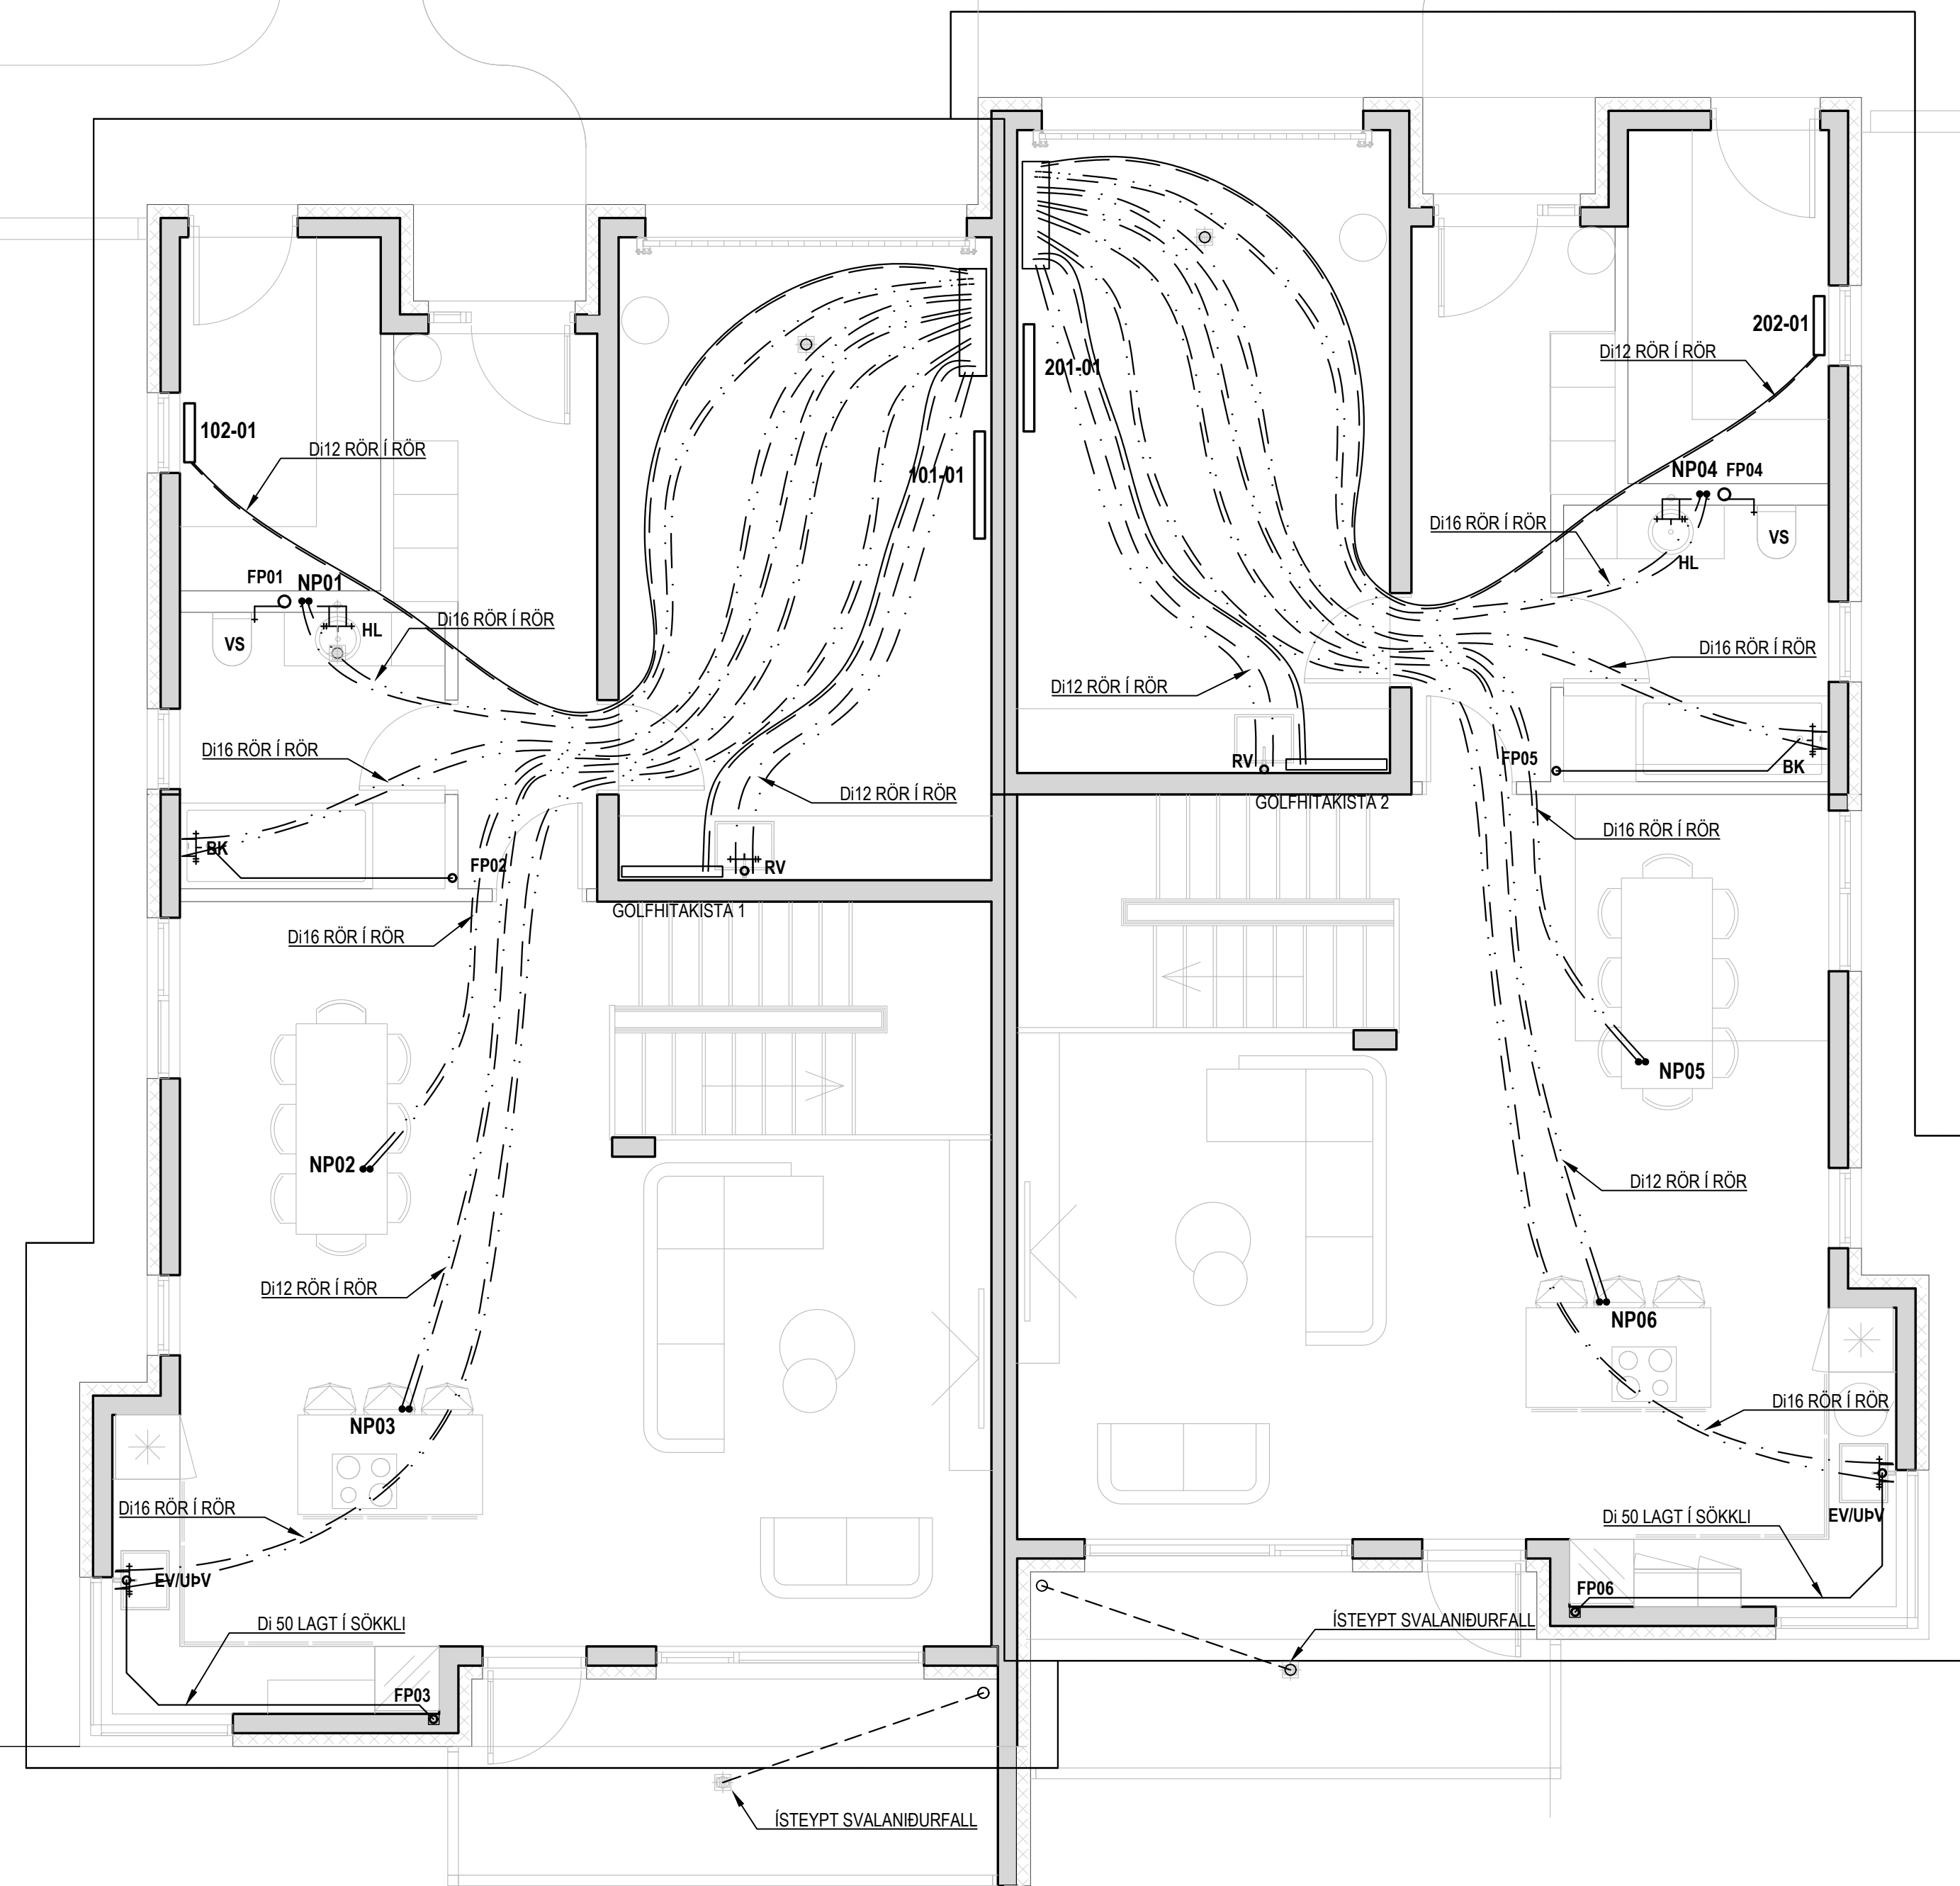 202-01
Di12 RÖR Í RÖR
201-01
102-01
Di12 RÖR Í RÖR
101-01
NP04 FP04
Di16 RÖR Í RÖR
VS
HL
FP01 NP01
Di16 RÖR Í RÖR
HL
VS
Di16 RÖR Í RÖR
Di12 RÖR Í RÖR
Di16 RÖR Í RÖR
RV
FP05
BK
Di12 RÖR Í RÖR
GOLFHITAKISTA 2
Di16 RÖR Í RÖR
BK
FP02
RV
GOLFHITAKISTA 1
Di16 RÖR Í RÖR
NP05
NP02
Di12 RÖR Í RÖR
Di12 RÖR Í RÖR
NP06
Di16 RÖR Í RÖR
NP03
Di16 RÖR Í RÖR
EV/UÞV
Di 50 LAGT Í SÖKKLI
EV/UÞV
FP06
Di 50 LAGT Í SÖKKLI
ÍSTEYPT SVALANIÐURFALL
FP03
ÍSTEYPT SVALANIÐURFALL